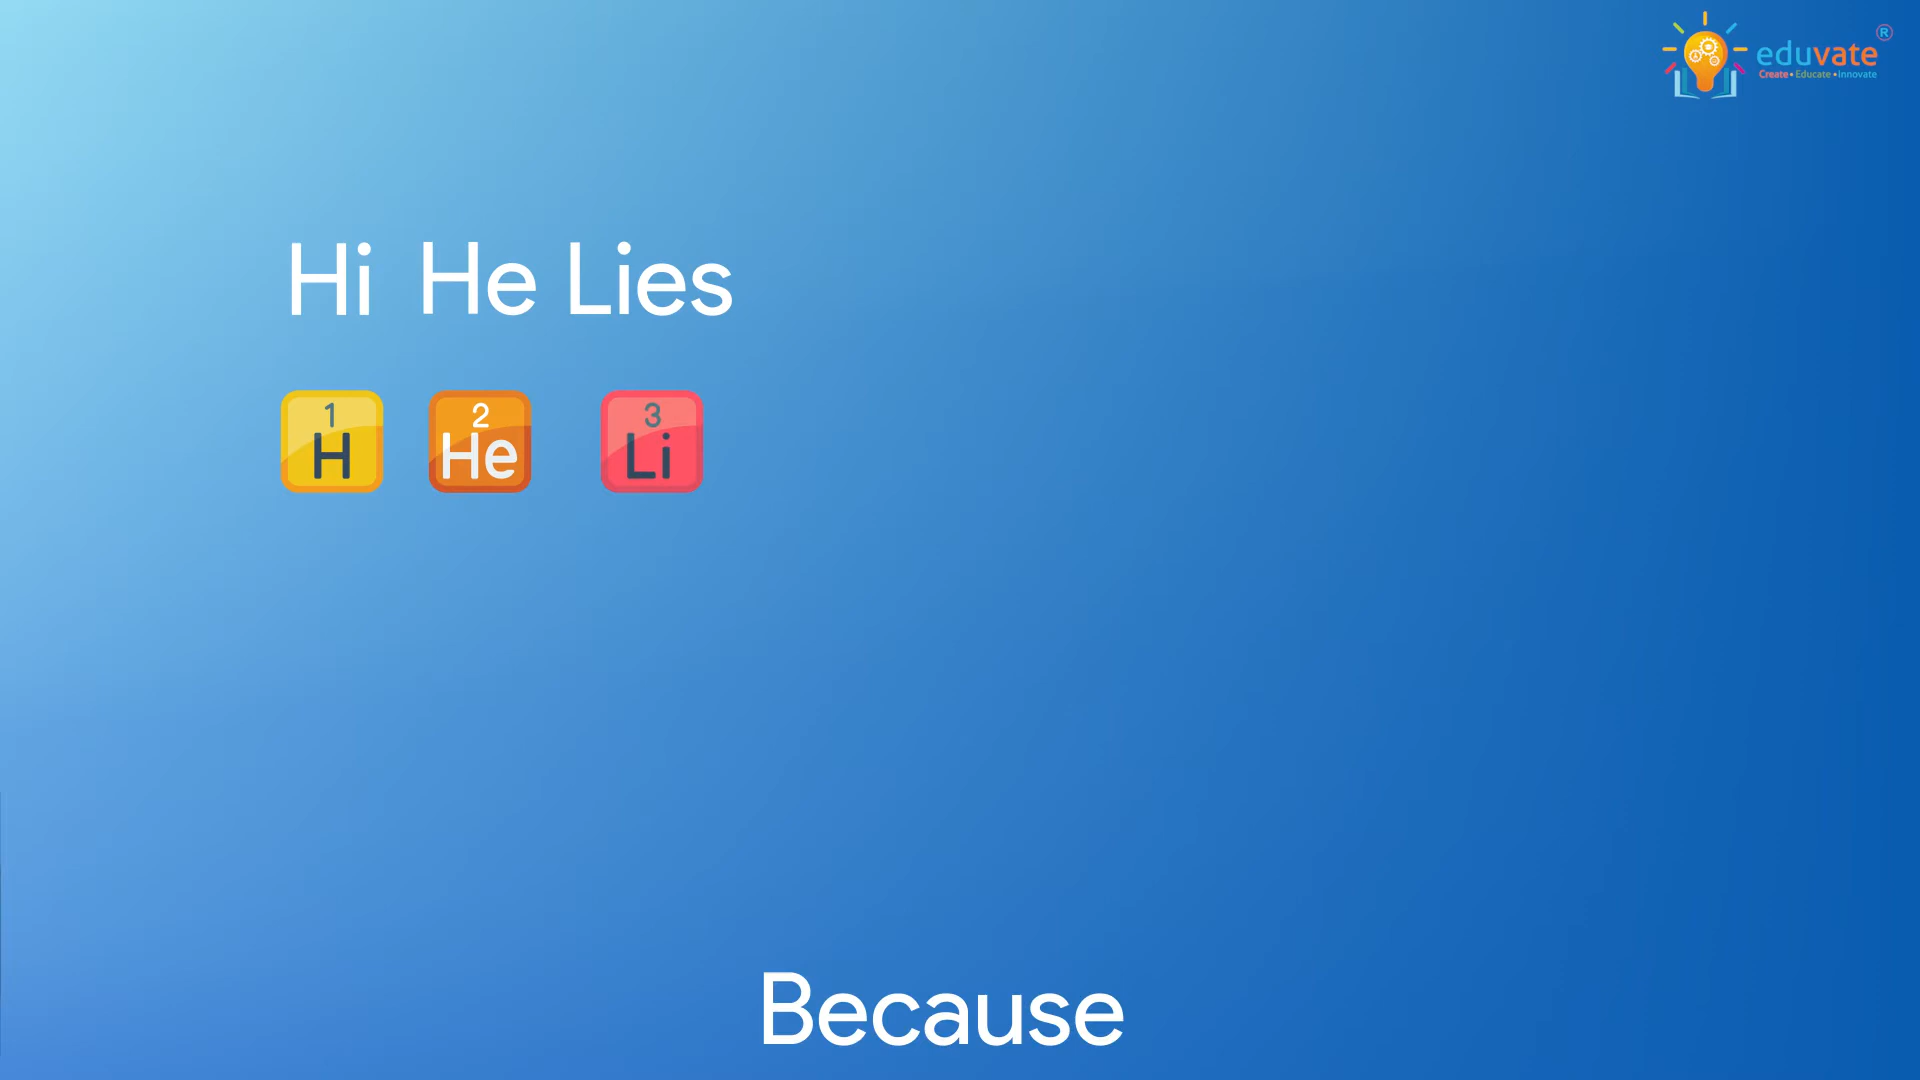 eduvate®
Create • Educate • Innovate
Hi He Lies
1 2 3
H He Li
Because